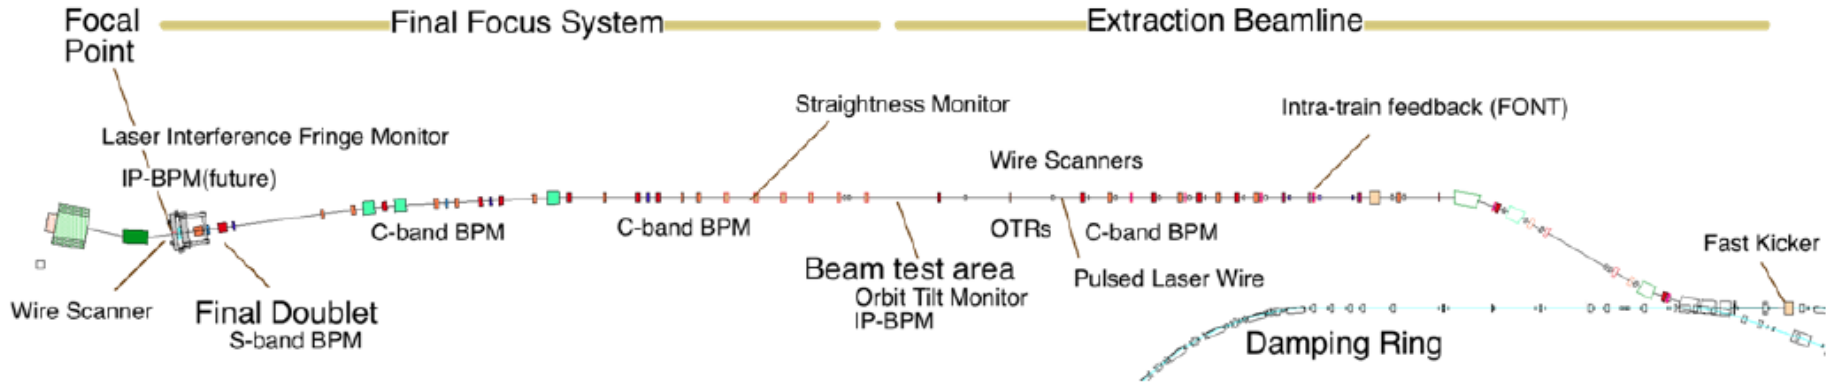 Focal
Point
Final Focus System
Extraction Beamline
Straightness Monitor
Intra-train feedback (FONT)
Laser Interference Fringe Monitor
Wire Scanners
IP-BPM(future)
C-band BPM
C-band BPM
OTRs
C-band BPM
Fast Kicker
Beam test area
Orbit Tilt Monitor
IP-BPM
Pulsed Laser Wire
Wire Scanner
Final Doublet
S-band BPM
Damping Ring